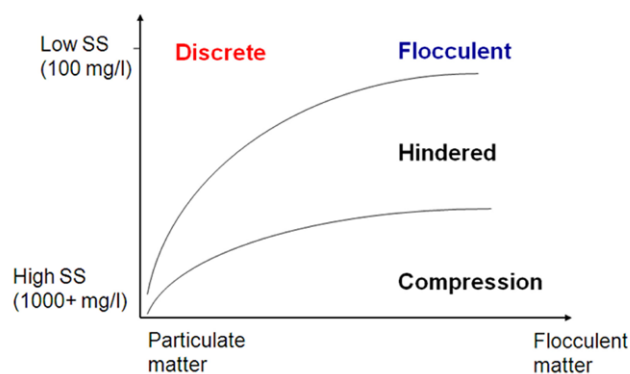 Low SS
(100 mg/l)
Discrete
Flocculent
Hindered
High SS
(1000+ mg/l)
Compression
Particulate
matter
Flocculent
matter